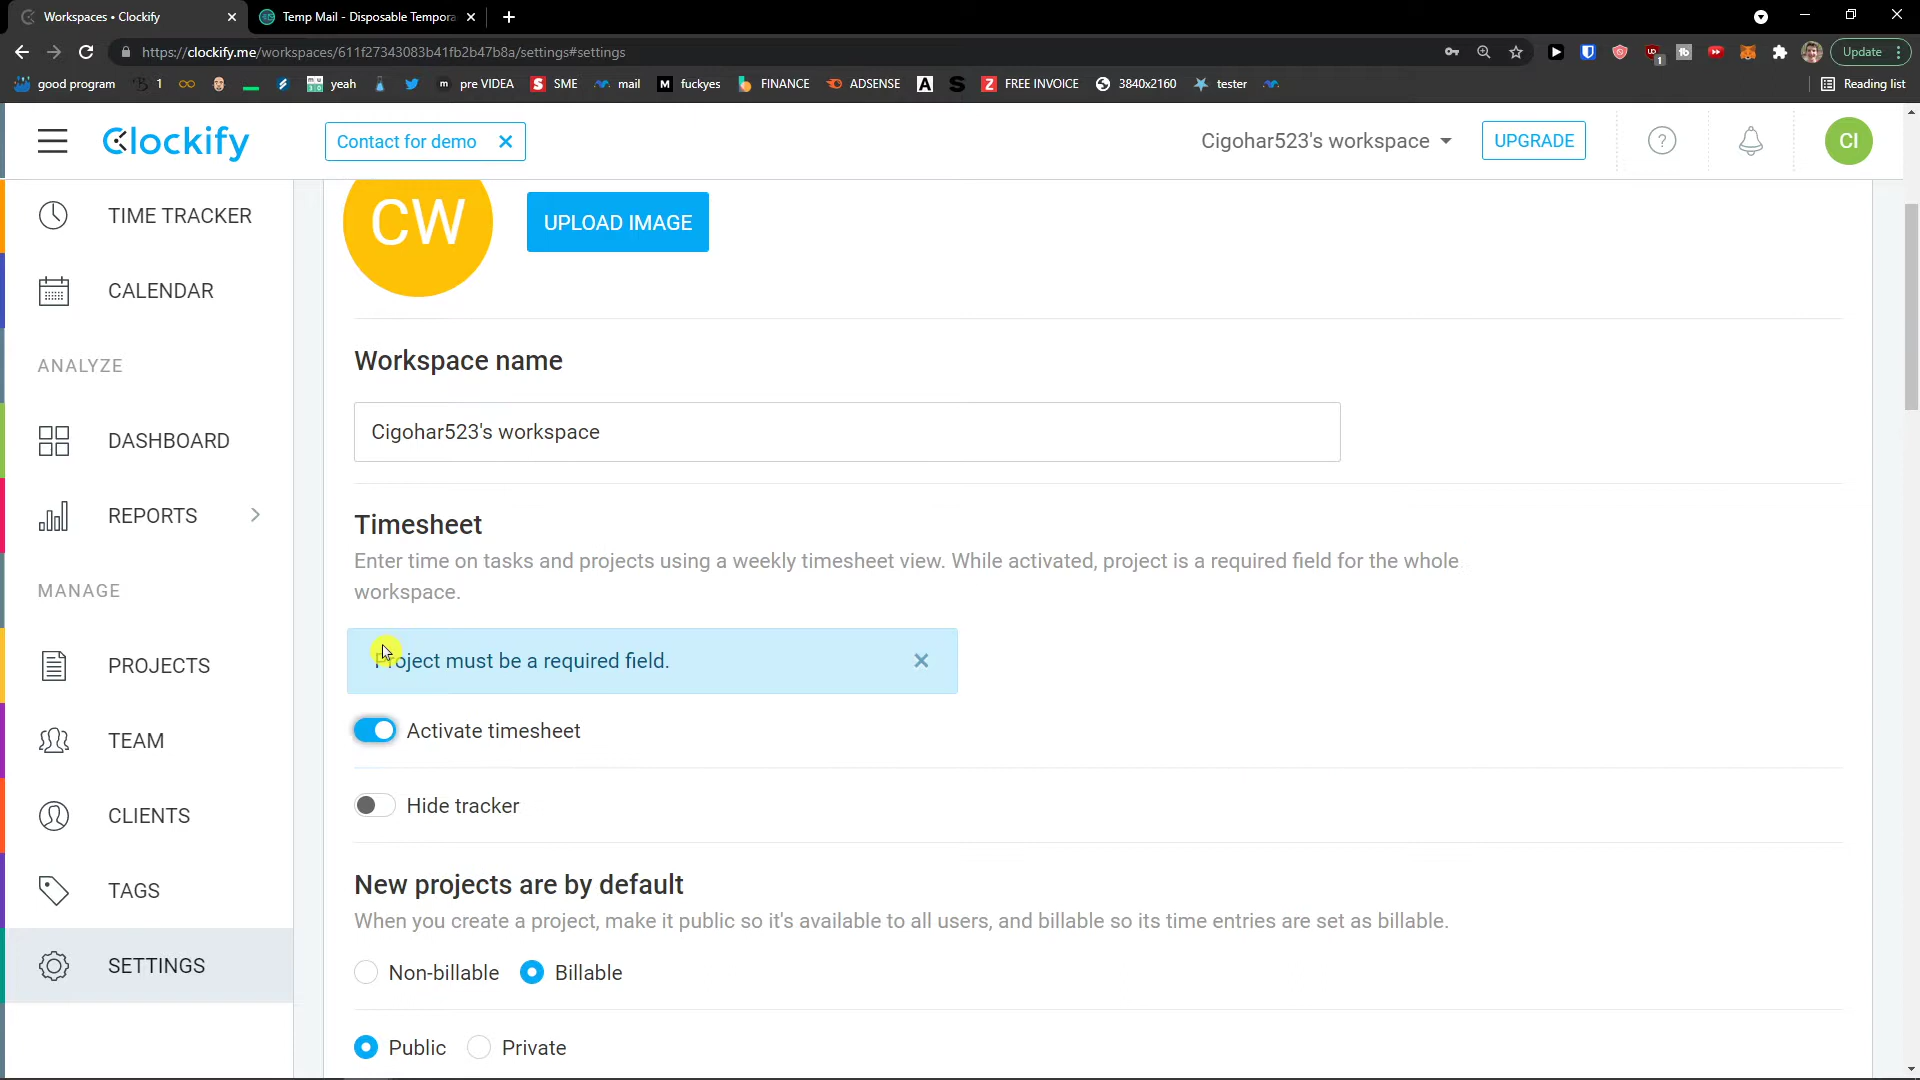 Workspaces • Clockify
Temp Mail - Disposable Tempora
https://clockify.me/workspaces/611f27343083b41fb2b47b8a/settings#settings
Update
good program
1
yeah
pre VIDEA
SME
mail
fuckyes
FINANCE
ADSENSE
FREE INVOICE
3840x2160
tester
Reading list
Clockify
Contact for demo
Cigohar523's workspace
UPGRADE
CI
TIME TRACKER
CALENDAR
ANALYZE
DASHBOARD
REPORTS
MANAGE
PROJECTS
TEAM
CLIENTS
TAGS
SETTINGS
CW
UPLOAD IMAGE
Workspace name
Cigohar523's workspace
Timesheet
Enter time on tasks and projects using a weekly timesheet view. While activated, project is a required field for the whole
workspace.
Project must be a required field.
Activate timesheet
Hide tracker
New projects are by default
When you create a project, make it public so it's available to all users, and billable so its time entries are set as billable.
Non-billable Billable
Public Private